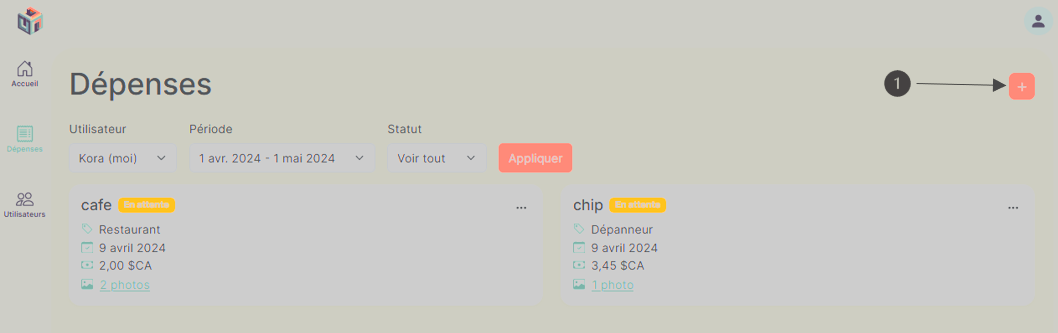 Accueil
Dépenses
Utilisateurs
Dépenses
1
+
Utilisateur
Période
Statut
Kora (moi)
1 avr. 2024 - 1 mai 2024
Voir tout
Appliquer
cafe En attente
...
Restaurant
9 avril 2024
2,00 $CA
2 photos
chip En attente
...
Dépanneur
9 avril 2024
3,45 $CA
1 photo